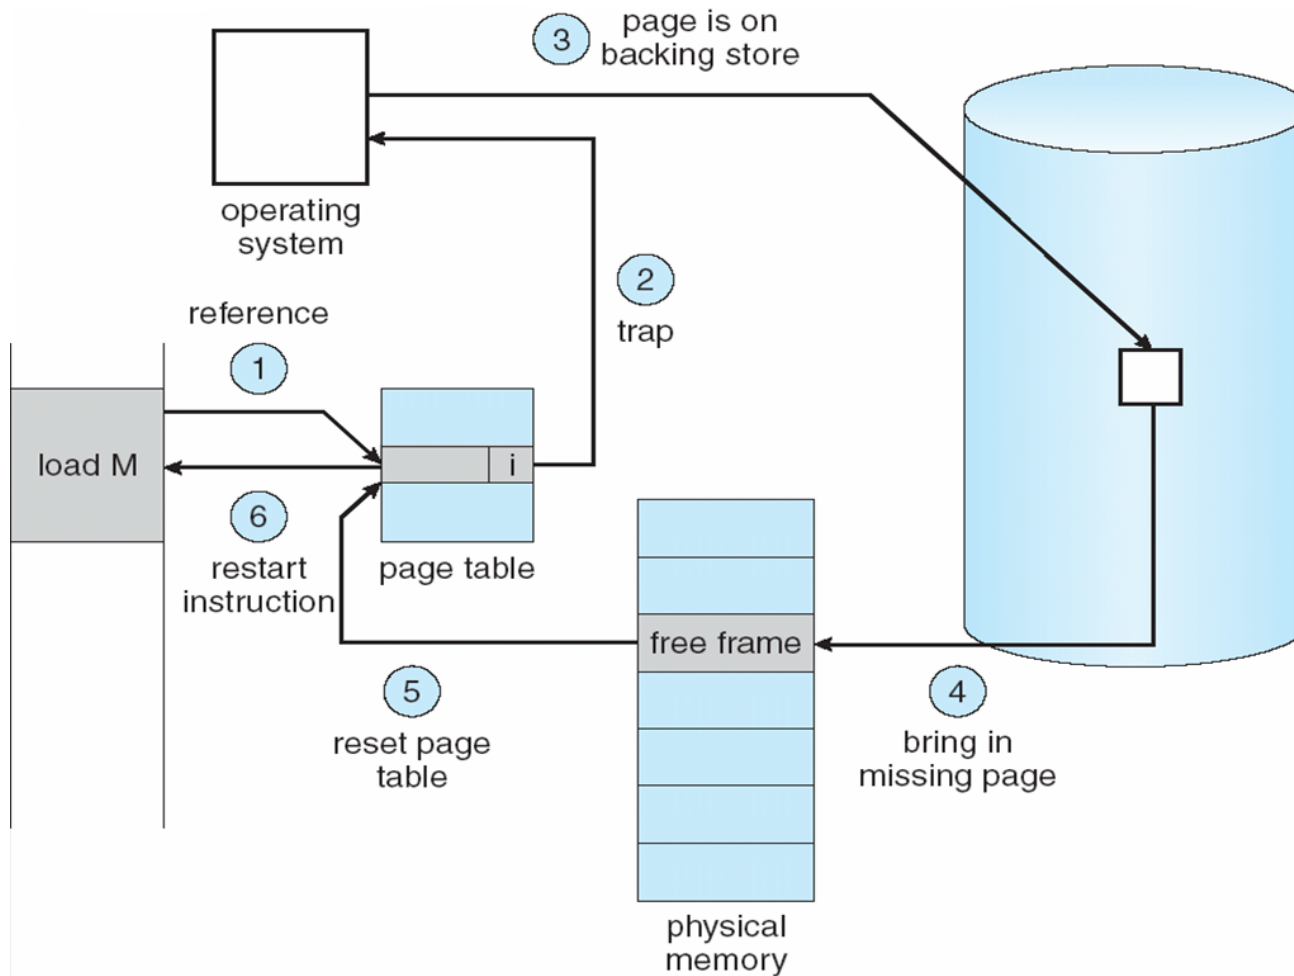 3
page is on
backing store
operating
system
2
trap
reference
1
load M
i
6
restart
instruction
page table
free frame
5
reset page
table
4
bring in
missing page
physical
memory